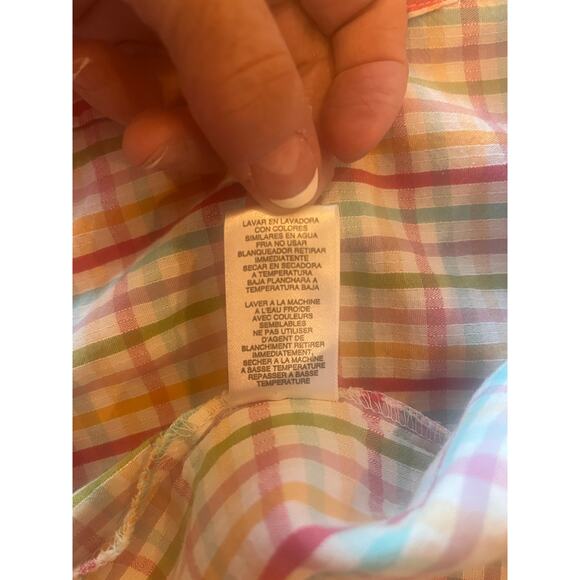 LAVAR EN LAVADORA
CON COLORES
SIMILARES EN AGUA
FRIA NO USAR
BLANQUEADOR RETIRAR
IMMEDIATENTE
SECAR EN SECADORA
A TEMPERATURA
BAJA PLANCHARA A
TEMPERATURA BAJA
LAVER A LA MACHINE
A L'EAU FROIDE
AVEC COULEURS
SEMBLABLES
NE PAS UTILISER
D'AGENT DE
BLANCHIMENT RETIRER
IMMÉDIATEMENT,
SECHER A LA MACHINE
A BASSE TEMPERATURE
REPASSER A BASSE
TEMPERATURE